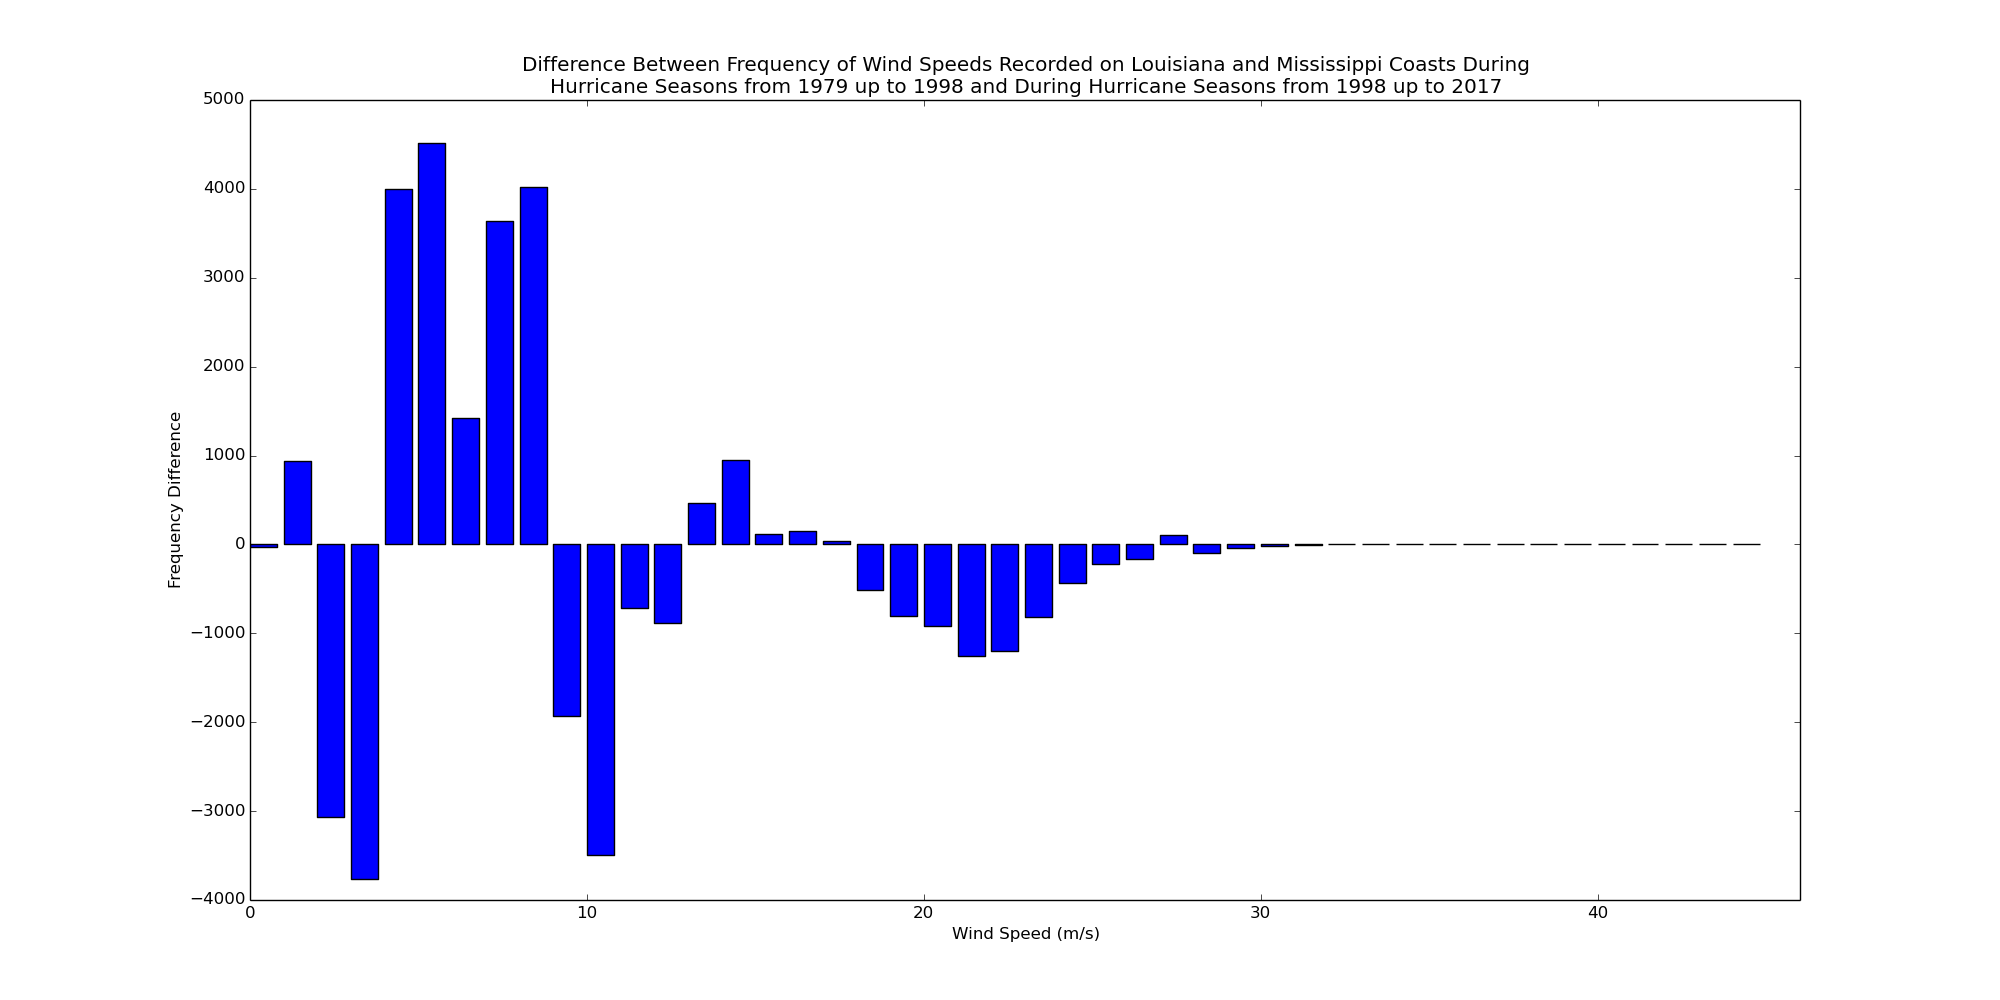 Difference Between Frequency of Wind Speeds Recorded on Louisiana and Mississippi Coasts During
Hurricane Seasons from 1979 up to 1998 and During Hurricane Seasons from 1998 up to 2017
5000
4000
3000
2000
1000
0
−1000
−2000
−3000
−4000
Frequency Difference
0 10 20 30 40
Wind Speed (m/s)